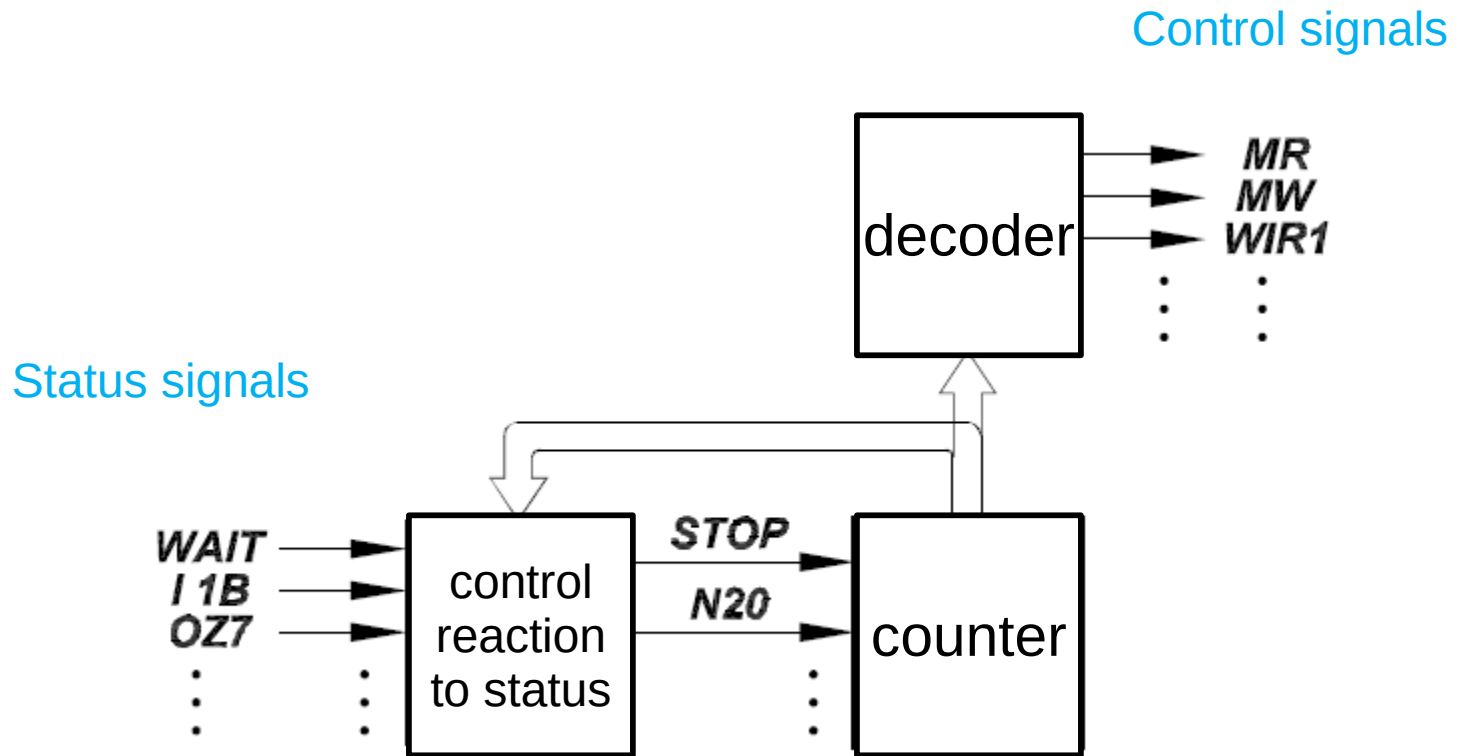 Control signals
decoder
MR
MW
WIR1
Status signals
WAIT
I 1B
OZ7
control
reaction
to status
STOP
N20
counter